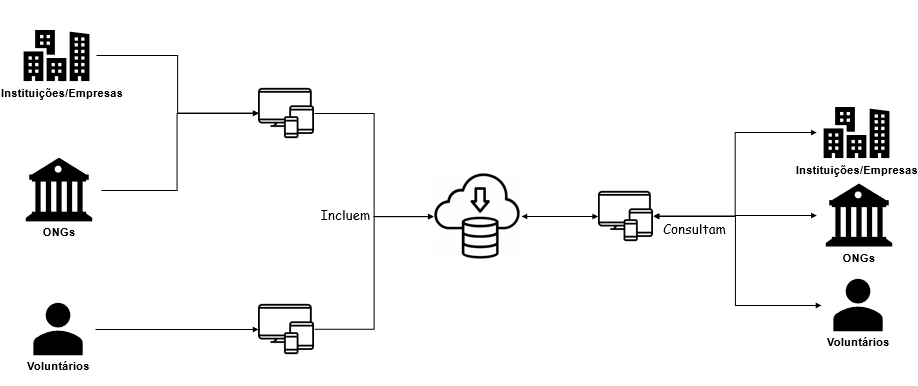 Instituições/Empresas
ONGs
Voluntários
Incluem
Consultam
Instituições/Empresas
ONGs
Voluntários